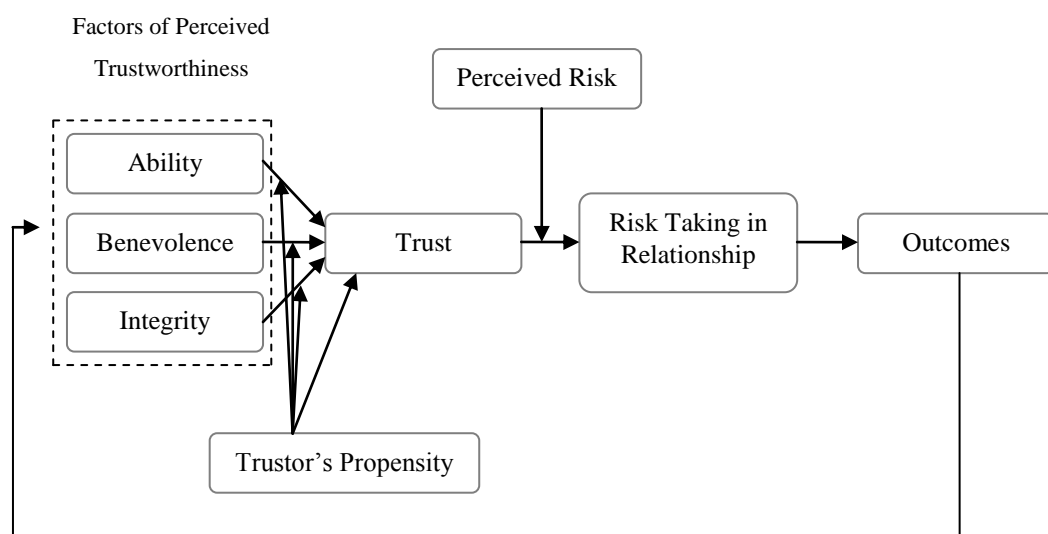 Factors of Perceived
Trustworthiness
Perceived Risk
Ability
Benevolence
Integrity
Trust
Risk Taking in
Relationship
Outcomes
Trustor’s Propensity